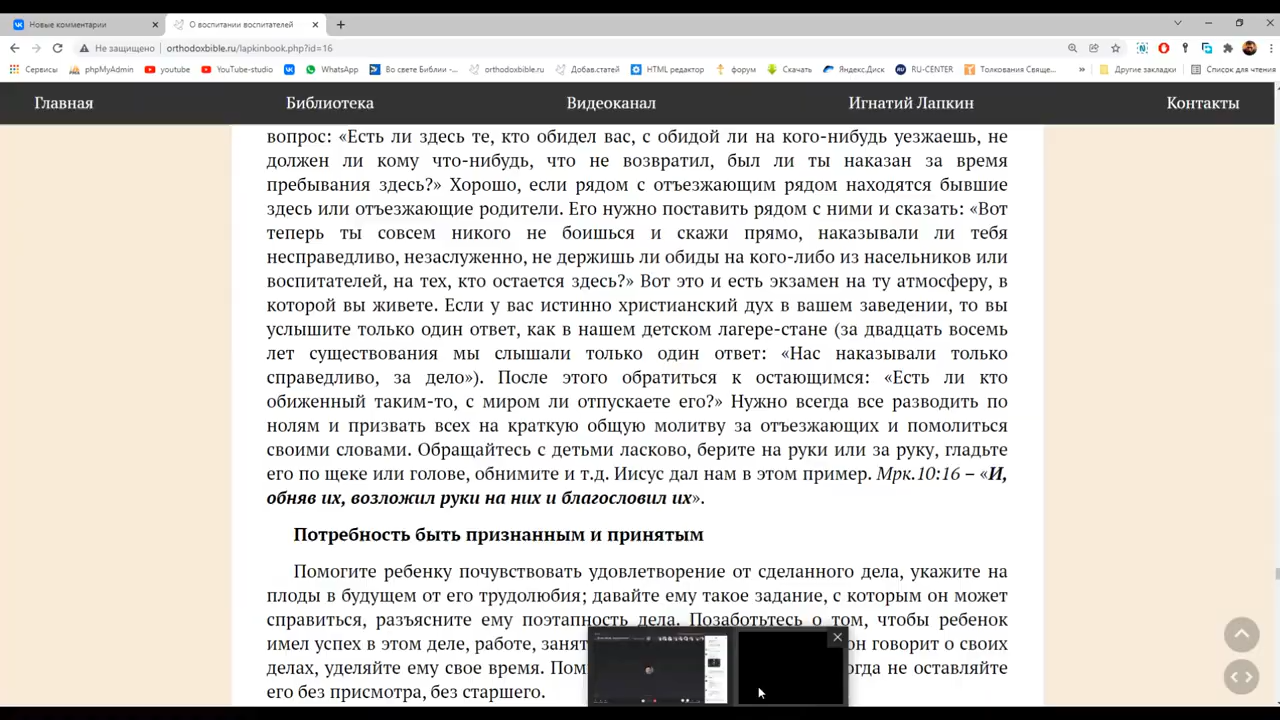 Новые комментарии
О воспитании воспитателей
Не защищено
orthodoxbible.ru/lapkinbook.php?id=16
Сервисы
phpMyAdmin
youtube
YouTube-studio
WhatsApp
Во свете Библии -...
orthodoxbible.ru
Добав.статей
HTML редактор
форум
Скачать
Яндекс.Диск
RU-CENTER
Толкования Свяще...
»
Другие закладки
Список для чтения
Главная
Библиотека
Видеоканал
Игнатий Лапкин
Контакты
вопрос: «Есть ли здесь те, кто обидел вас, с обидой ли на кого-нибудь уезжаешь, не
должен ли кому что-нибудь, что не возвратил, был ли ты наказан за время
пребывания здесь?» Хорошо, если рядом с отъезжающим рядом находятся бывшие
здесь или отъезжающие родители. Его нужно поставить рядом с ними и сказать: «Вот
теперь ты совсем никого не боишься и скажи прямо, наказывали ли тебя
несправедливо, незаслуженно, не держишь ли обиды на кого-либо из насельников или
воспитателей, на тех, кто остается здесь?» Вот это и есть экзамен на ту атмосферу, в
которой вы живете. Если у вас истинно христианский дух в вашем заведении, то вы
услышите только один ответ, как в нашем детском лагере-стане (за двадцать восемь
лет существования мы слышали только один ответ: «Нас наказывали только
справедливо, за дело»). После этого обратиться к остающимся: «Есть ли кто
обиженный таким-то, с миром ли отпускаете его?» Нужно всегда все разводить по
нолям и призвать всех на краткую общую молитву за отъезжающих и помолиться
своими словами. Обращайтесь с детьми ласково, берите на руки или за руку, гладьте
его по щеке или голове, обнимите и т.д. Иисус дал нам в этом пример. Мрк.10:16 – «И,
обняв их, возложил руки на них и благословил их».
Потребность быть признанным и принятым
Помогите ребенку почувствовать удовлетворение от сделанного дела, укажите на
плоды в будущем от его трудолюбия; давайте ему такое задание, с которым он может
справиться, разъясните ему поэтапность дела. Позаботьтесь о том, чтобы ребенок
имел успех в этом деле, работе, он говорит о своих
делах, уделяйте ему свое время. не оставляйте
его без присмотра, без старшего.